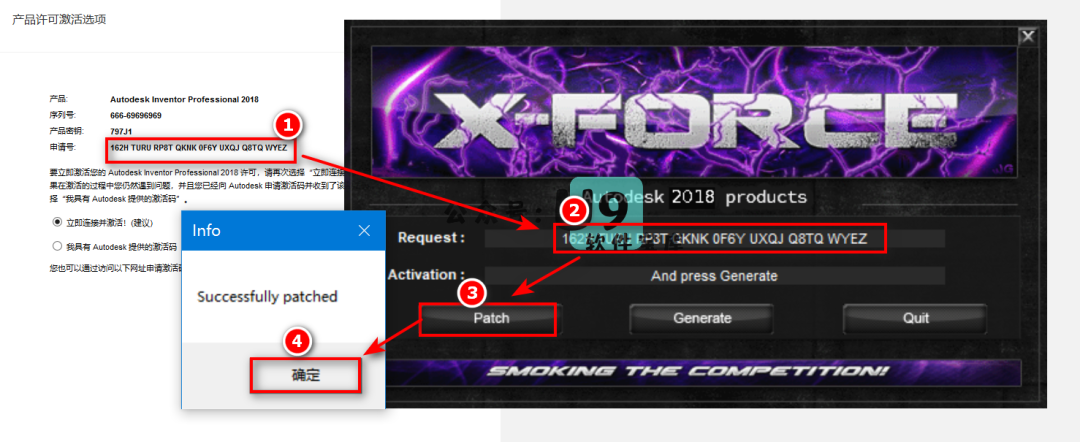 产品许可激活选项
产品: Autodesk Inventor Professional 2018
序列号: 666-69696969
产品密钥: 797J1
申请号: 162H TURU RP8T QKNK 0F6Y UXQJ Q8TQ WYEZ
要立即激活您的 Autodesk Inventor Professional 2018 许可，请再次选择 "立即连接
果在激活的过程中您仍然遇到问题，并且您已经向 Autodesk 申请激活码并收到了该
择 "我具有 Autodesk 提供的激活码"。
立即连接并激活! (建议)
我具有 Autodesk 提供的激活码
您也可以通过访问以下网址申请激活
1
Info
Successfully patched
4
确定
X-FORCE
JG
Autodesk 2018 products
公众号:
99
软件
2
Request: 162H TURU RP8T QKNK 0F6Y UXQJ Q8TQ WYEZ
Activation: And press Generate
3
Patch Generate Quit
SMOKING THE COMPETITION!